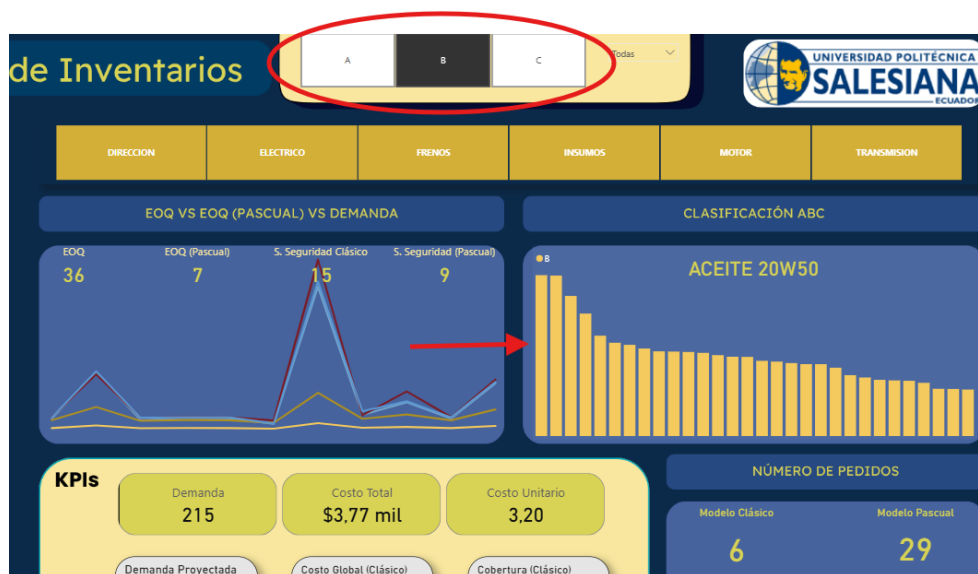 de Inventarios
A
B
C
Todas
UNIVERSIDAD POLITÉCNICA
SALESIANA
ECUADOR
DIRECCION
ELECTRICO
FRENOS
INSUMOS
MOTOR
TRANSMISION
EOQ VS EOQ (PASCUAL) VS DEMANDA
CLASIFICACIÓN ABC
EOQ
EOQ (Pascual)
S. Seguridad Clásico
S. Seguridad (Pascual)
36
7
15
9
B
ACEITE 20W50
KPIs
Demanda
215
Costo Total
$3,77 mil
Costo Unitario
3,20
NÚMERO DE PEDIDOS
Modelo Clásico
Modelo Pascual
6
29
Demanda Proyectada
Costo Global (Clásico)
Cobertura (Clásico)